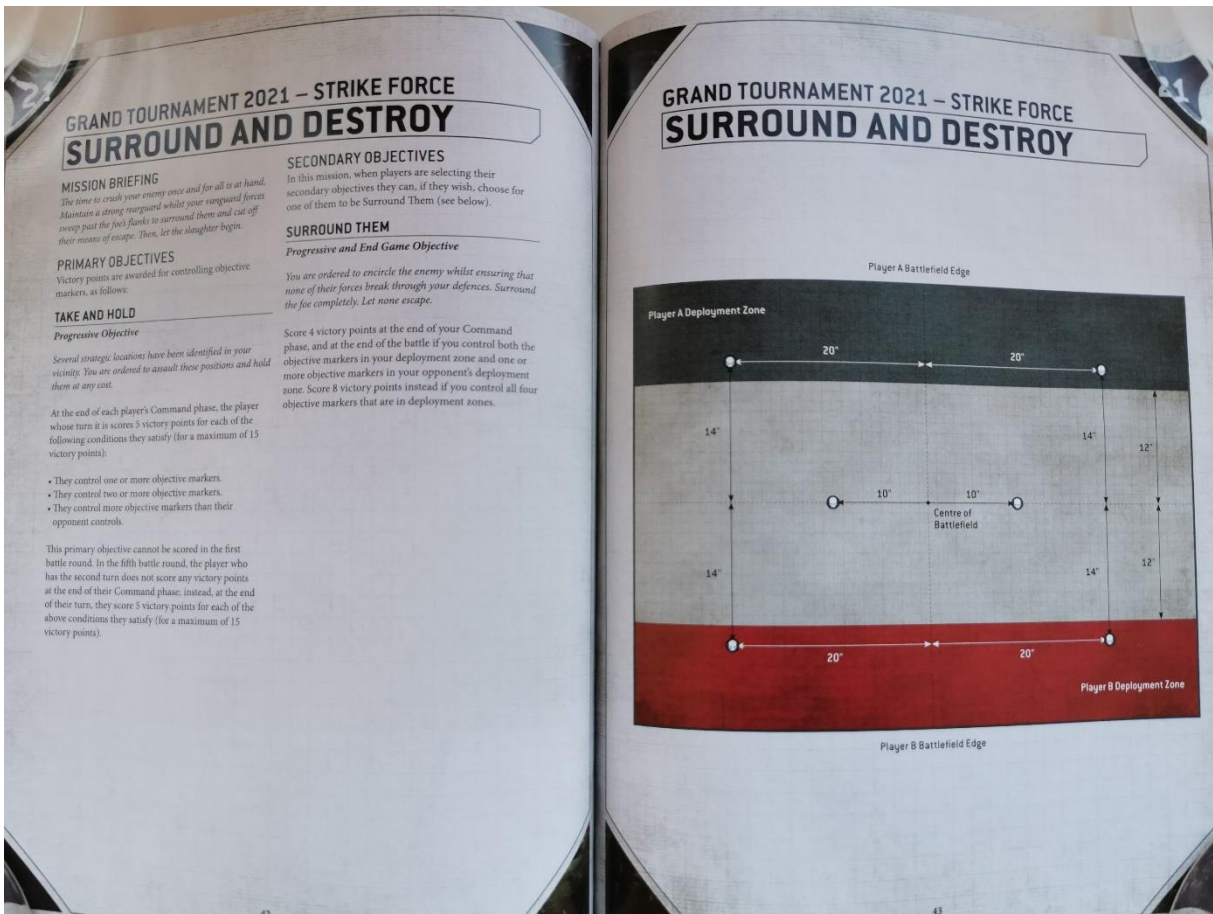 21
GRAND TOURNAMENT 2021 – STRIKE FORCE
SURROUND AND DESTROY
MISSION BRIEFING
The time to crush your enemy once and for all is at hand.
Maintain a strong rearguard whilst your vanguard forces
sweep past the foe's flanks to surround them and cut off
their means of escape. Then, let the slaughter begin.
PRIMARY OBJECTIVES
Victory points are awarded for controlling objective
markers, as follows:
TAKE AND HOLD
Progressive Objective
Several strategic locations have been identified in your
vicinity. You are ordered to assault these positions and hold
them at any cost.
At the end of each player's Command phase, the player
whose turn it is scores 5 victory points for each of the
following conditions they satisfy (for a maximum of 15
victory points):
• They control one or more objective markers.
• They control two or more objective markers.
• They control more objective markers than their
opponent controls.
This primary objective cannot be scored in the first
battle round. In the fifth battle round, the player who
has the second turn does not score any victory points
at the end of their Command phase; instead, at the end
of their turn, they score 5 victory points for each of the
above conditions they satisfy (for a maximum of 15
victory points).
SECONDARY OBJECTIVES
In this mission, when players are selecting their
secondary objectives they can, if they wish, choose for
one of them to be Surround Them (see below).
SURROUND THEM
Progressive and End Game Objective
You are ordered to encircle the enemy whilst ensuring that
none of their forces break through your defences. Surround
the foe completely. Let none escape.
Score 4 victory points at the end of your Command
phase, and at the end of the battle if you control both the
objective markers in your deployment zone and one or
more objective markers in your opponent's deployment
zone. Score 8 victory points instead if you control all four
objective markers that are in deployment zones.
21
GRAND TOURNAMENT 2021 – STRIKE FORCE
SURROUND AND DESTROY
Player A Battlefield Edge
Player A Deployment Zone
20" 20"
14" 14" 12"
10" 10"
Centre of
Battlefield
14" 14" 12"
20" 20"
Player B Deployment Zone
Player B Battlefield Edge
43